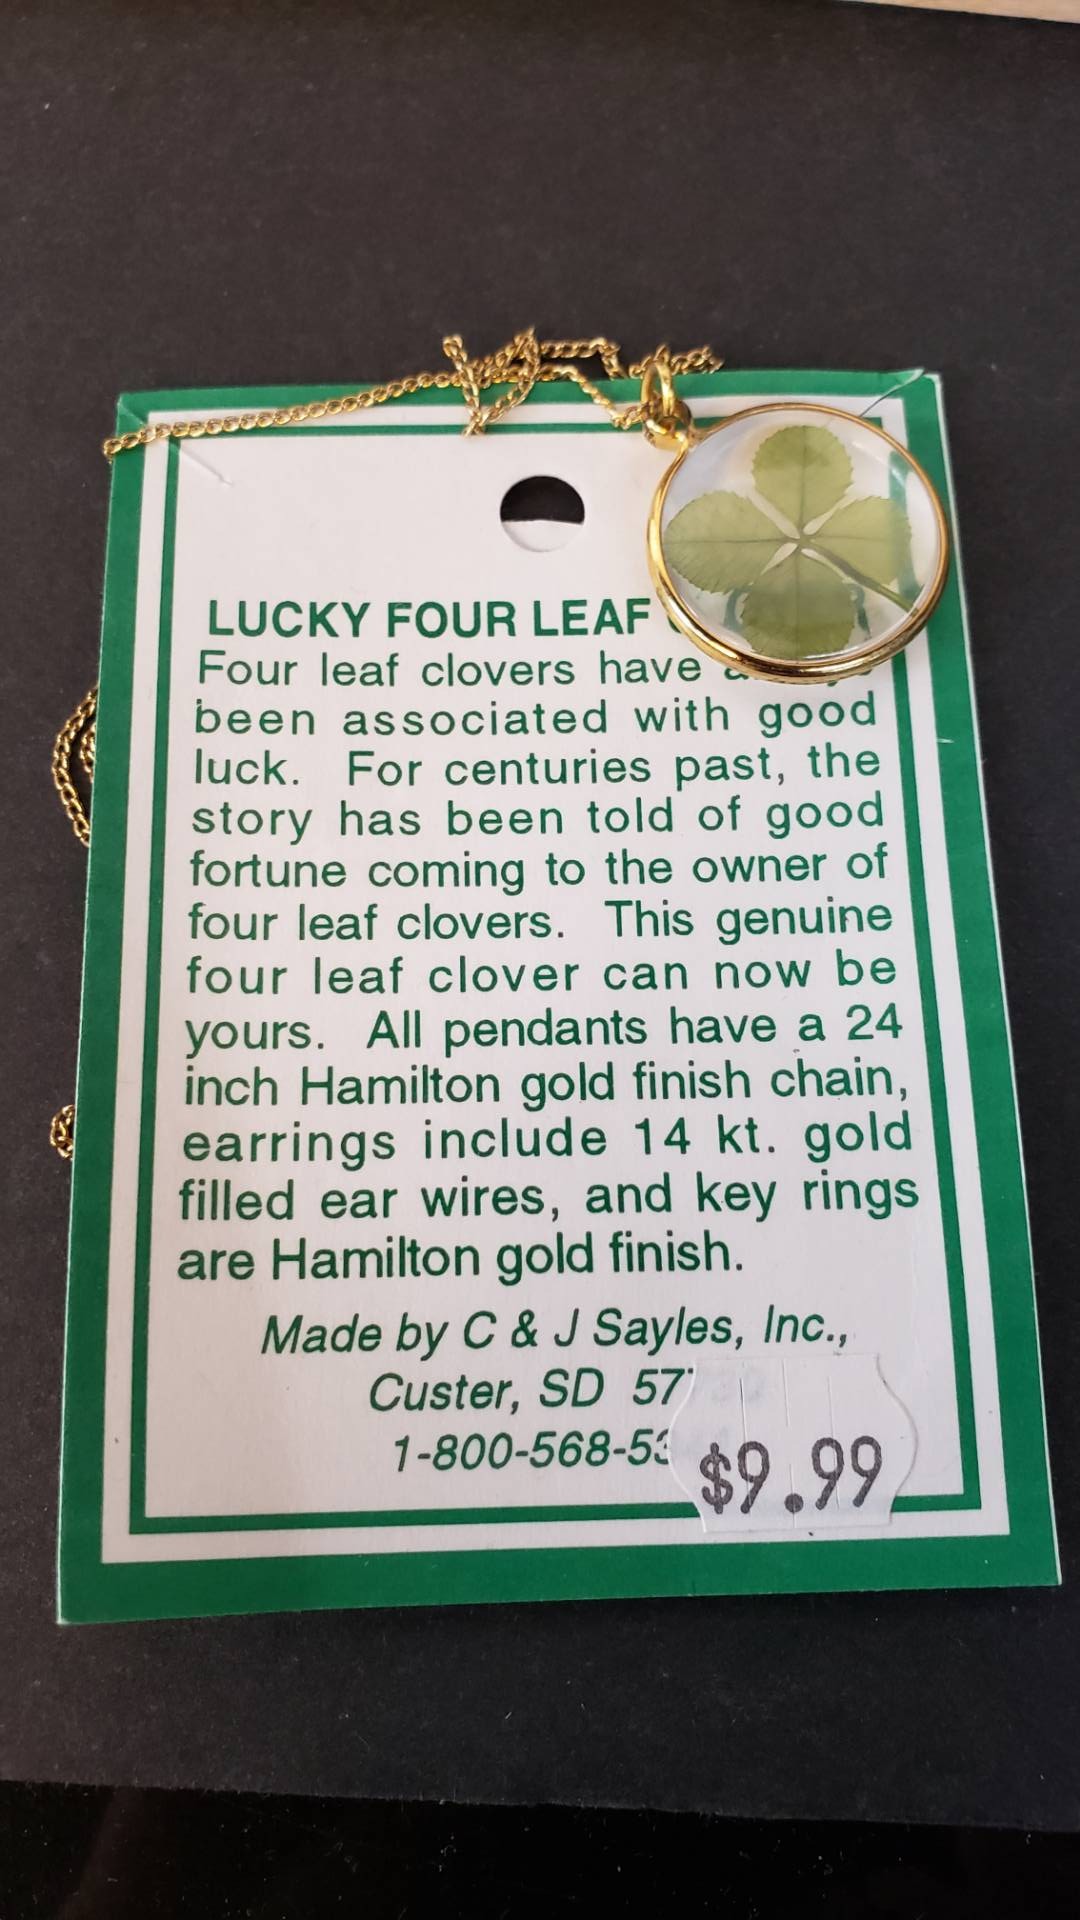 LUCKY FOUR LEAF
Four leaf clovers have
been associated with good
luck. For centuries past, the
story has been told of good
fortune coming to the owner of
four leaf clovers. This genuine
four leaf clover can now be
yours. All pendants have a 24
inch Hamilton gold finish chain,
earrings include 14 kt. gold
filled ear wires, and key rings
are Hamilton gold finish.
Made by C & J Sayles, Inc.,
Custer, SD
$9.99